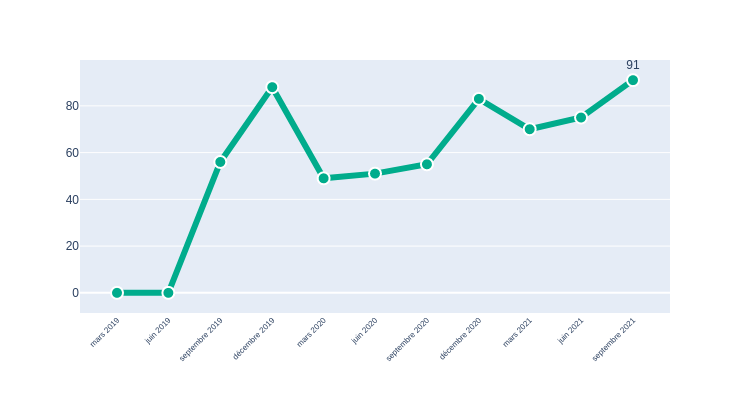 91
80
60
40
20
0
mars 2019
juin 2019
septembre 2019
décembre 2019
mars 2020
juin 2020
septembre 2020
décembre 2020
mars 2021
juin 2021
septembre 2021